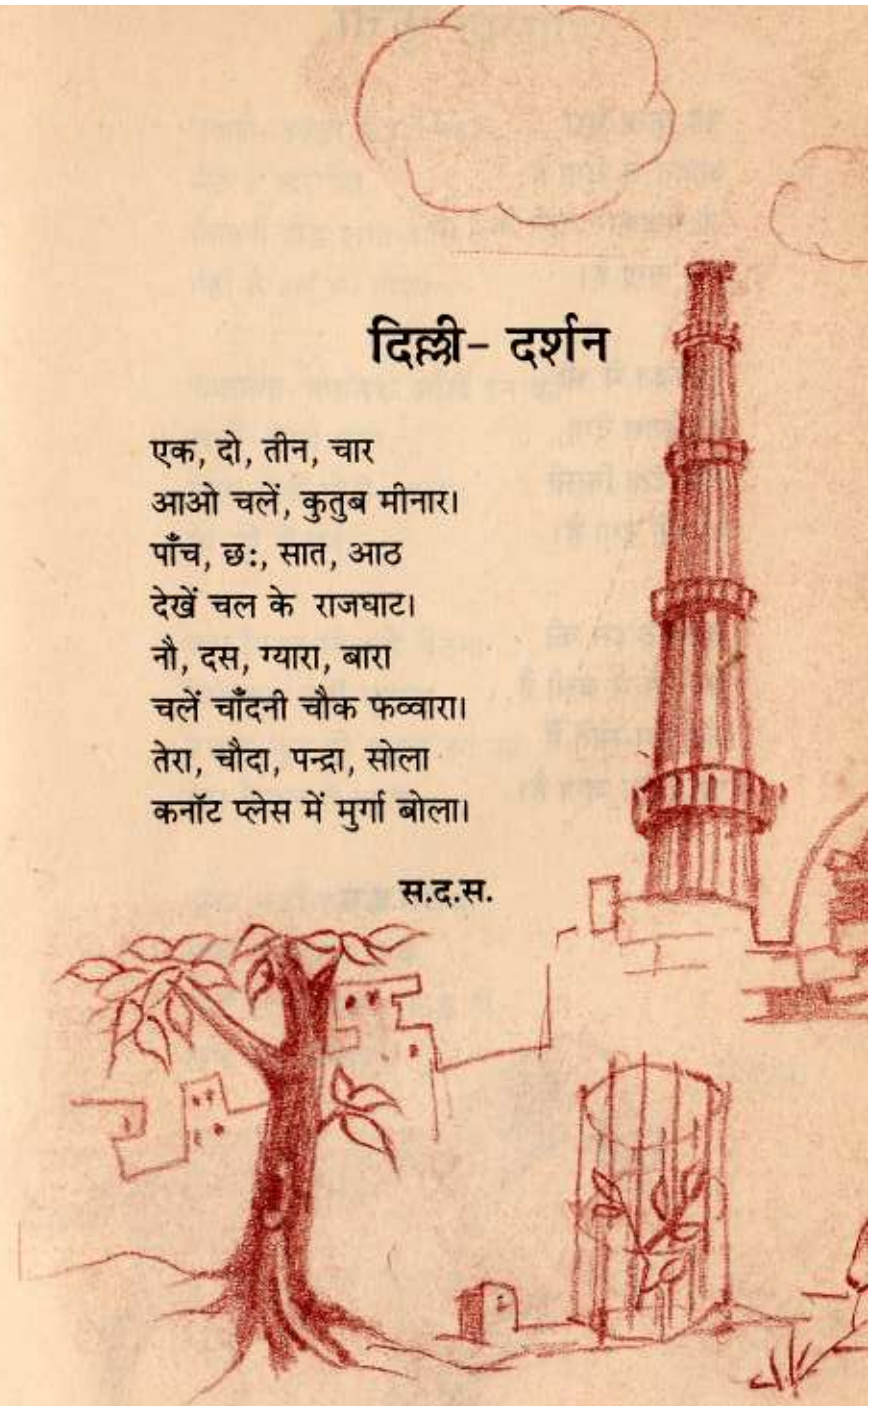 दिल्ली- दर्शन
एक, दो, तीन, चार
आओ चलें, कुतुब मीनार।
पाँच, छ:, सात, आठ
देखें चल के राजघाट।
नौ, दस, ग्यारा, बारा
चलें चाँदनी चौक फव्वारा।
तेरा, चौदा, पन्द्रा, सोला
कनॉट प्लेस में मुर्गा बोला।
स.द.स.